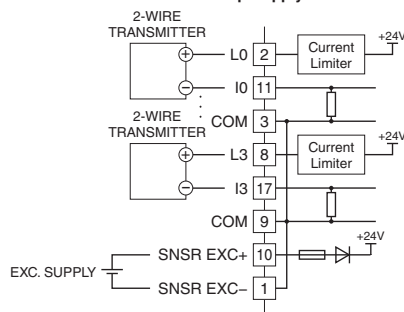 2-WIRE
TRANSMITTER
+
L0
2
Current
Limiter
+24V
−
I0
11
COM
3
2-WIRE
TRANSMITTER
+
L3
8
Current
Limiter
+24V
−
I3
17
COM
9
+24V
SNSR EXC+
10
EXC. SUPPLY
SNSR EXC−
1